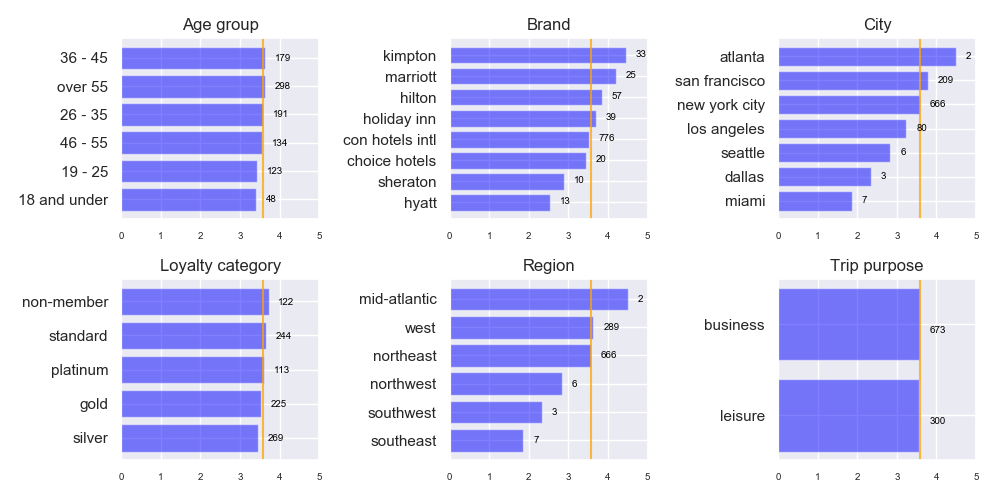 Age group
36 - 45 179
over 55 298
26 - 35 191
46 - 55 134
19 - 25 123
18 and under 48
0 1 2 3 4 5
Brand
kimpton 33
marriott 25
hilton 57
holiday inn 39
con hotels intl 776
choice hotels 20
sheraton 10
hyatt 13
0 1 2 3 4 5
City
atlanta 2
san francisco 209
new york city 666
los angeles 80
seattle 6
dallas 3
miami 7
0 1 2 3 4 5
Loyalty category
non-member 122
standard 244
platinum 113
gold 225
silver 269
0 1 2 3 4 5
Region
mid-atlantic 2
west 289
northeast 666
northwest 6
southwest 3
southeast 7
0 1 2 3 4 5
Trip purpose
business 673
leisure 300
0 1 2 3 4 5